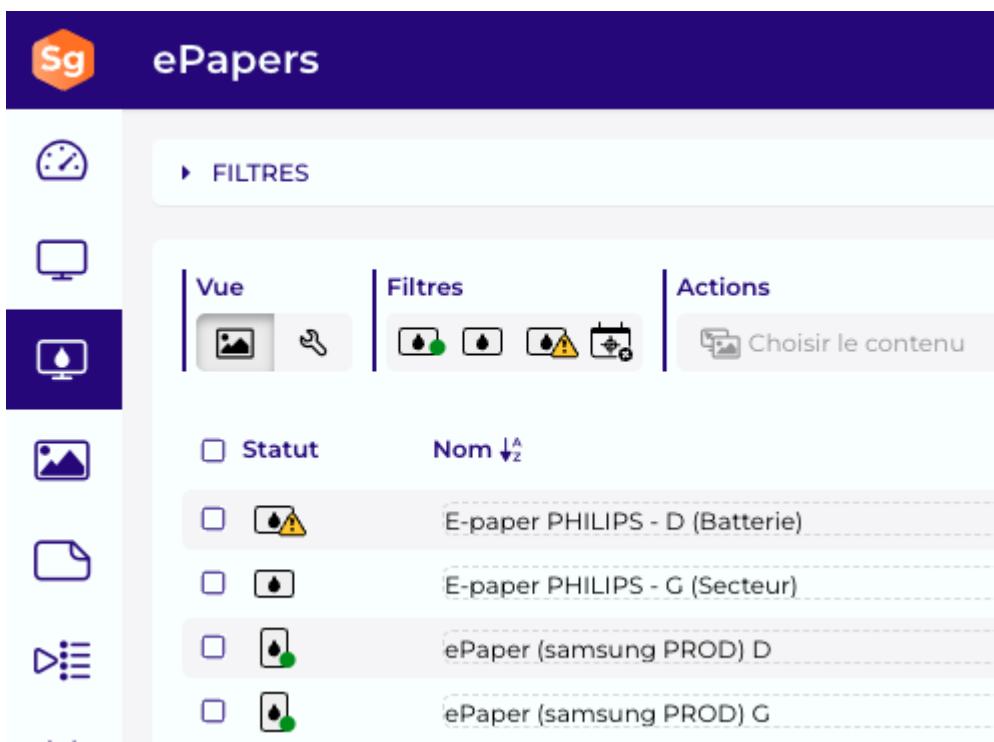 Sg ePapers
FILTRES
Vue Filtres Actions
Choisir le contenu
Statut Nom AZ
E-paper PHILIPS - D (Batterie)
E-paper PHILIPS - G (Secteur)
ePaper (samsung PROD) D
ePaper (samsung PROD) G